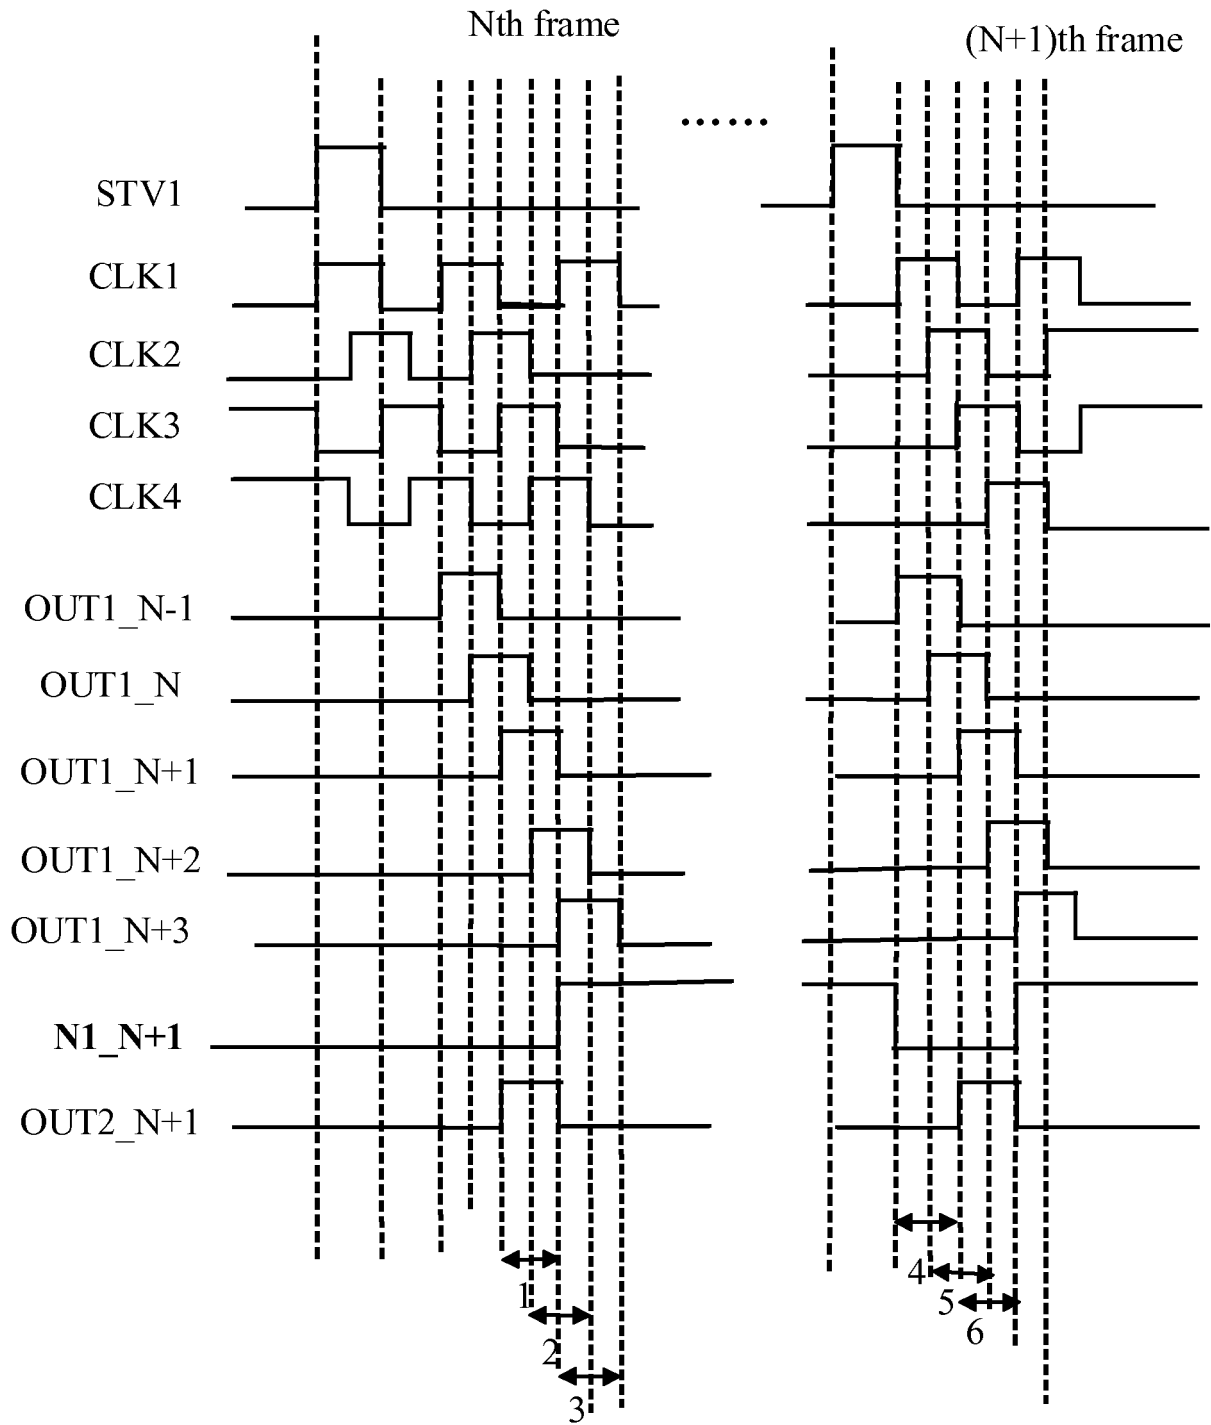 Nth frame
(N+1)th frame
......
STV1
CLK1
CLK2
CLK3
CLK4
OUT1_N-1
OUT1_N
OUT1_N+1
OUT1_N+2
OUT1_N+3
N1_N+1
OUT2_N+1
1
2
3
4
5
6